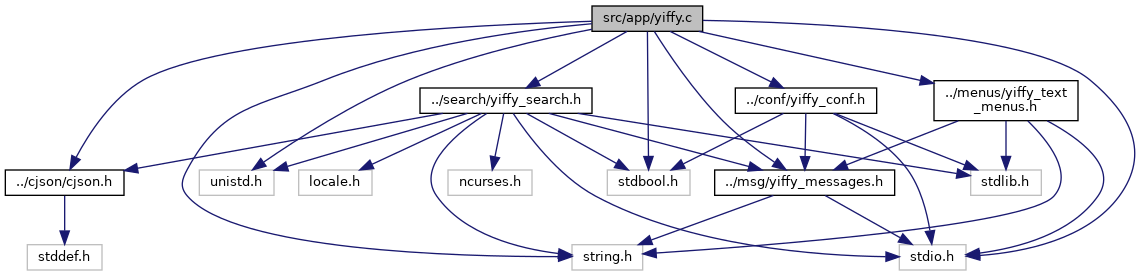 src/app/yiffy.c
../search/yiffy_search.h
../conf/yiffy_conf.h
../menus/yiffy_text
_menus.h
../cjson/cjson.h
unistd.h
locale.h
ncurses.h
stdbool.h
../msg/yiffy_messages.h
stdlib.h
stddef.h
string.h
stdio.h